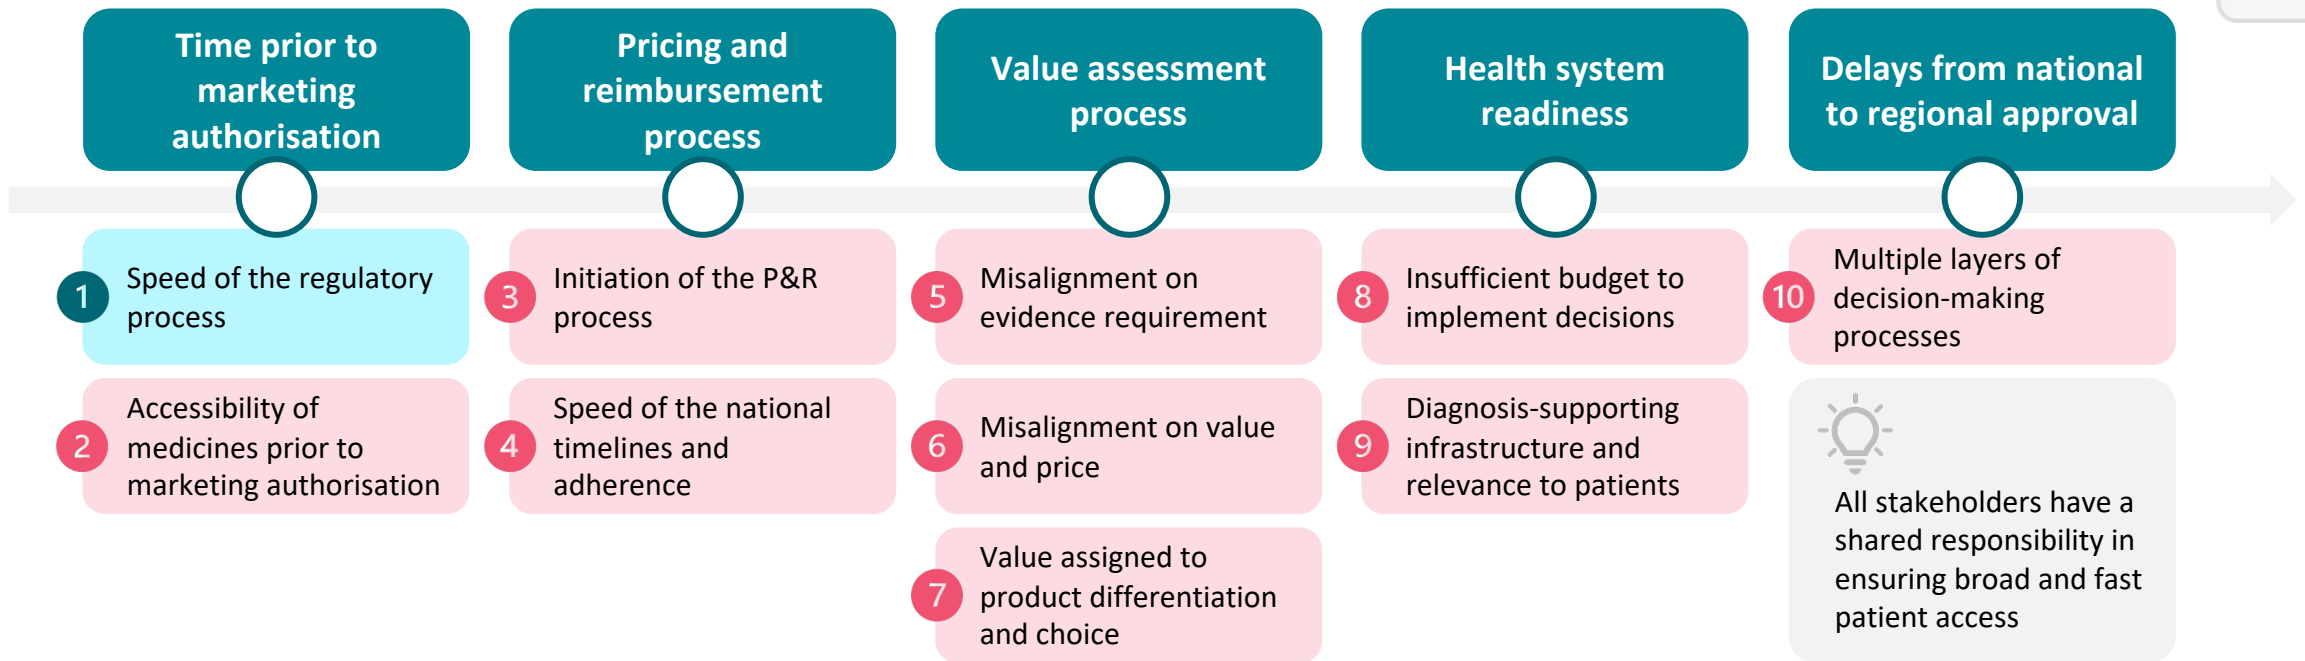 Time prior to
marketing
authorisation
Pricing and
reimbursement
process
Value assessment
process
Health system
readiness
Delays from national
to regional approval
1
Speed of the regulatory
process
2
Accessibility of
medicines prior to
marketing authorisation
3
Initiation of the P&R
process
4
Speed of the national
timelines and
adherence
5
Misalignment on
evidence requirement
6
Misalignment on value
and price
7
Value assigned to
product differentiation
and choice
8
Insufficient budget to
implement decisions
9
Diagnosis-supporting
infrastructure and
relevance to patients
10
Multiple layers of
decision-making
processes
All stakeholders have a
shared responsibility in
ensuring broad and fast
patient access